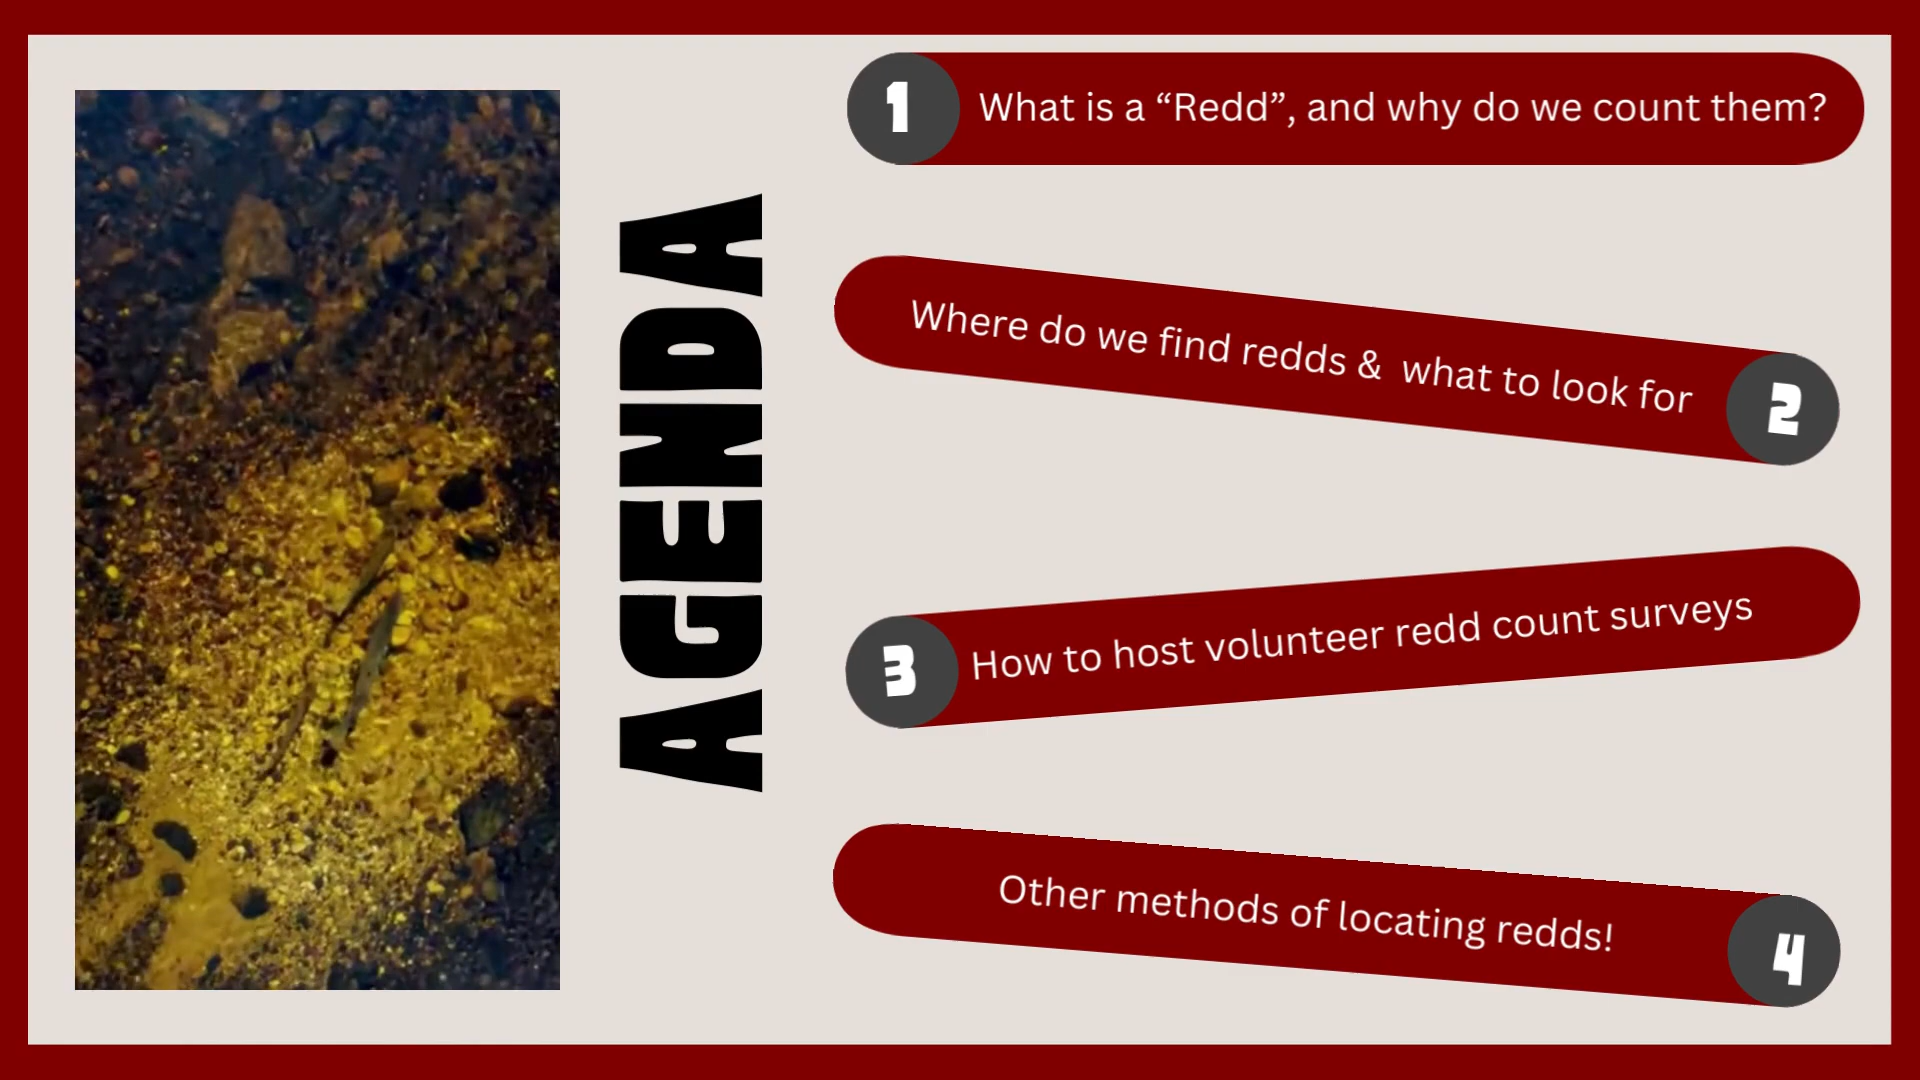 AGENDA
1 What is a “Redd”, and why do we count them?
Where do we find redds &  what to look for 2
3 How to host volunteer redd count surveys
Other methods of locating redds! 4